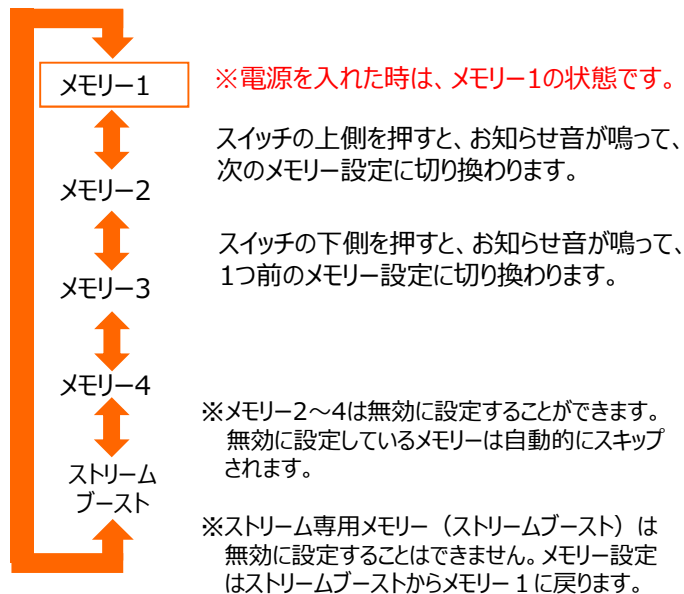 メモリー1
※電源を入れた時は、メモリー1の状態です。
スイッチの上側を押すと、お知らせ音が鳴って、
次のメモリー設定に切り換わります。
メモリー2
スイッチの下側を押すと、お知らせ音が鳴って、
1つ前のメモリー設定に切り換わります。
メモリー3
メモリー4
※メモリー2～4は無効に設定することができます。
無効に設定しているメモリーは自動的にスキップ
されます。
ストリーム
ブースト
※ストリーム専用メモリー（ストリームブースト）は
無効に設定することはできません。メモリー設定
はストリームブーストからメモリー１に戻ります。